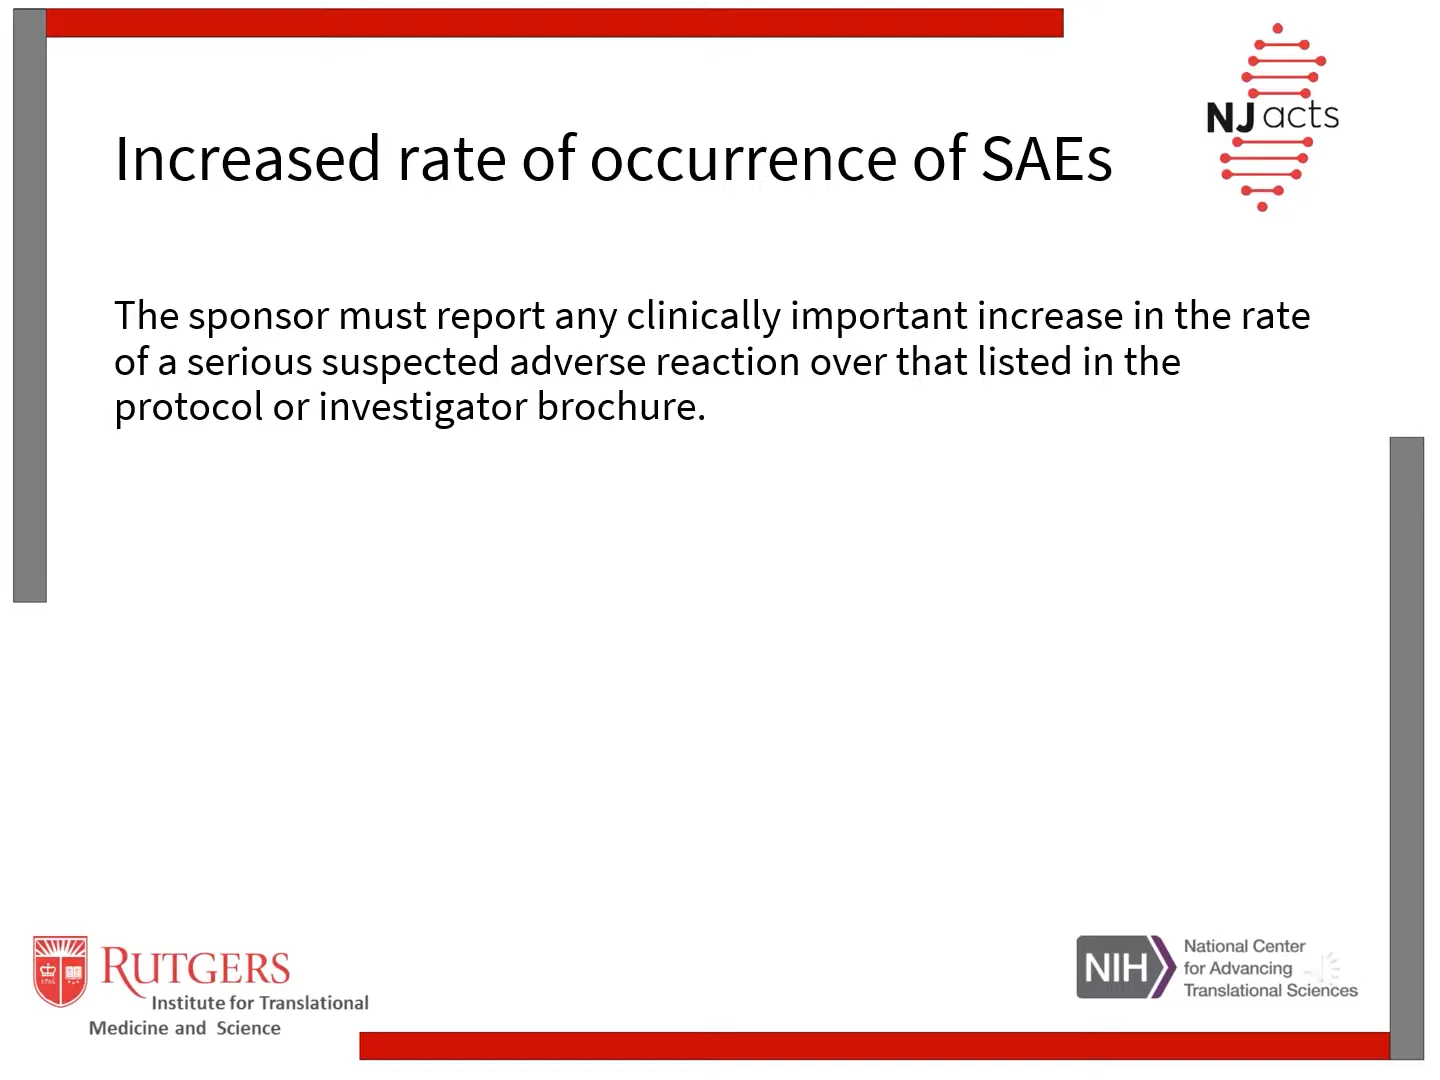 NJ acts
Increased rate of occurrence of SAEs
The sponsor must report any clinically important increase in the rate
of a serious suspected adverse reaction over that listed in the
protocol or investigator brochure.
1766
RUTGERS
Institute for Translational
Medicine and Science
NIH
National Center
for Advancing
Translational Sciences